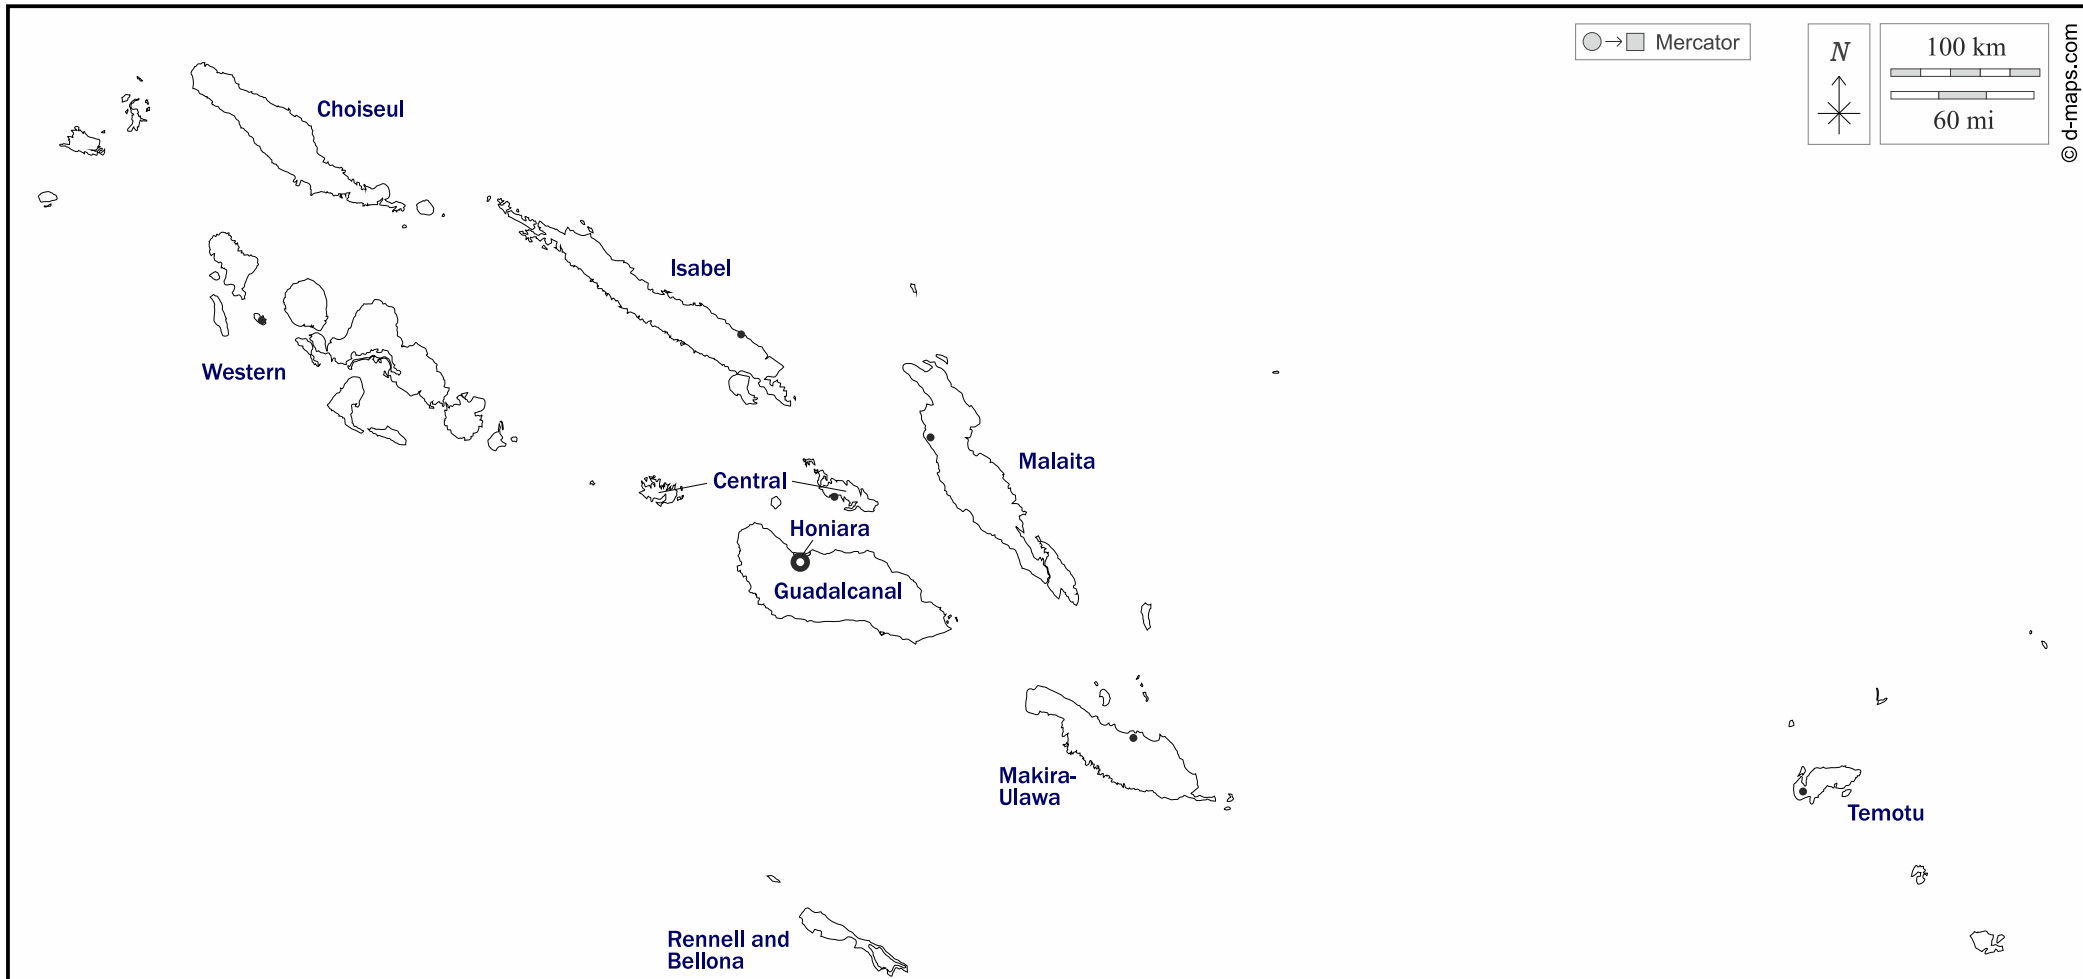 Mercator
N
100 km
60 mi
© d-maps.com
Choiseul
Isabel
Western
Malaita
Central
Honiara
Guadalcanal
Makira-
Ulawa
Temotu
Rennell and
Bellona